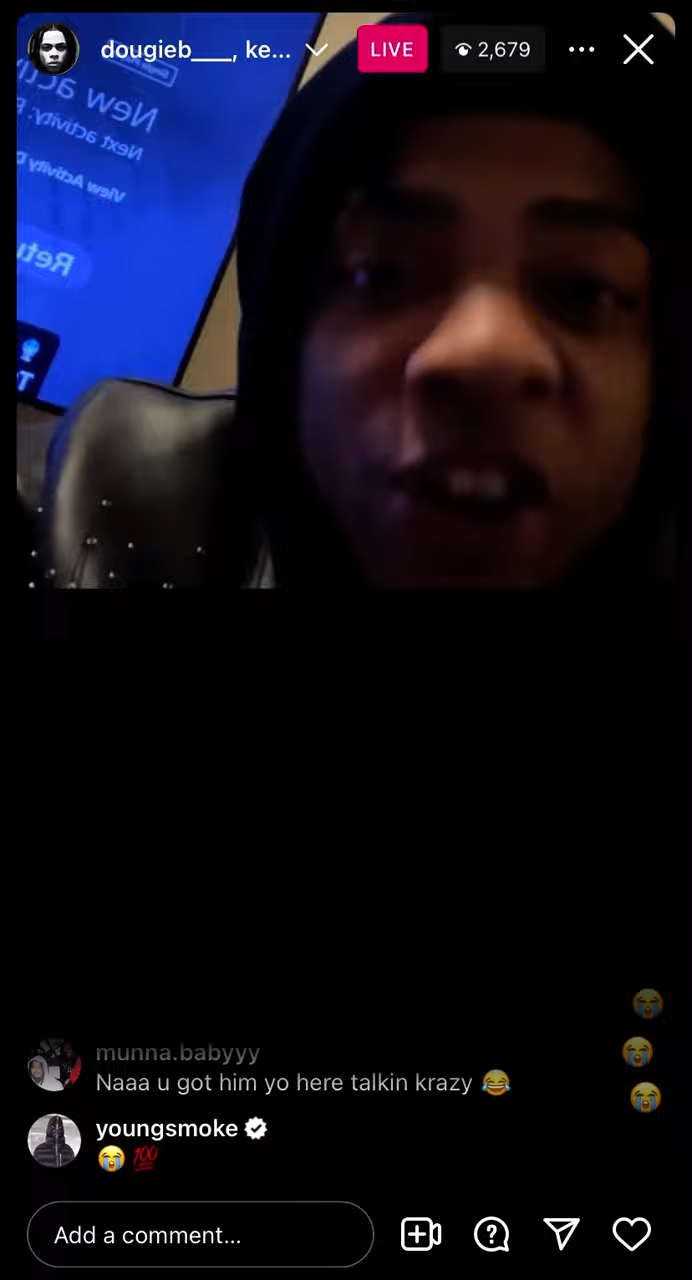 dougieb___, ke...
LIVE
2,679
New activ
Next activity:
View Activity
Retu
munna.babyyy
Naaa u got him yo here talkin krazy 😂
youngsmoke
😭 💯
Add a comment...